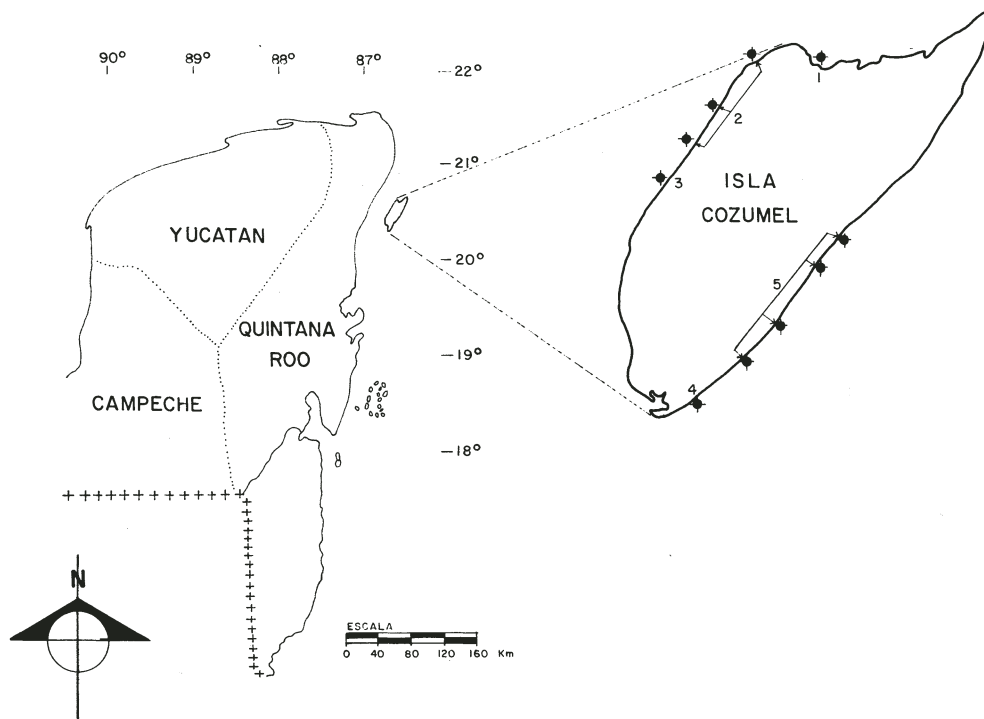 90° 89° 88° 87°
22°
21°
20°
19°
18°
YUCATAN
QUINTANA
ROO
CAMPECHE
N
ESCALA
0 40 80 120 160 Km
1
2
3
ISLA
COZUMEL
5
4